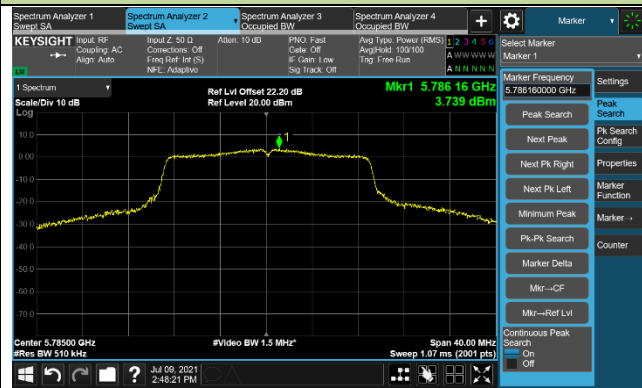 Spectrum Analyzer 1
Swept SA
Spectrum Analyzer 2
Swept SA
Spectrum Analyzer 3
Occupied BW
Spectrum Analyzer 4
Occupied BW
Marker
KEYSIGHT
Input: RF
Coupling: AC
Align: Auto
Input Z: 50 Ω
Corrections: Off
Freq Ref: Int (S)
NFE: Adaptive
Atten: 10 dB
PNO: Fast
Gate: Off
IF Gain: Low
Sig Track: Off
Avg Type: Power (RMS)
Avg|Hold: 100/100
Trig: Free Run
1 2 3 4 5 6
A W W W W W
A N N N N N
LV
Select Marker
Marker 1
1 Spectrum
Scale/Div 10 dB
Log
Ref Lvl Offset 22.20 dB
Ref Level 20.00 dBm
Mkr1 5.786 16 GHz
3.739 dBm
1
10.0
0.00
-10.0
-20.0
-30.0
-40.0
-50.0
-60.0
-70.0
Center 5.78500 GHz
#Res BW 510 kHz
#Video BW 1.5 MHz*
Span 40.00 MHz
Sweep 1.07 ms (2001 pts)
Marker Frequency
5.786160000 GHz
Peak Search
Next Peak
Next Pk Right
Next Pk Left
Minimum Peak
Pk-Pk Search
Marker Delta
Mkr→CF
Mkr→Ref Lvl
Continuous Peak
Search
On
Off
Settings
Peak
Search
Pk Search
Config
Properties
Marker
Function
Marker→
Counter
?
Jul 09, 2021
2:48:21 PM